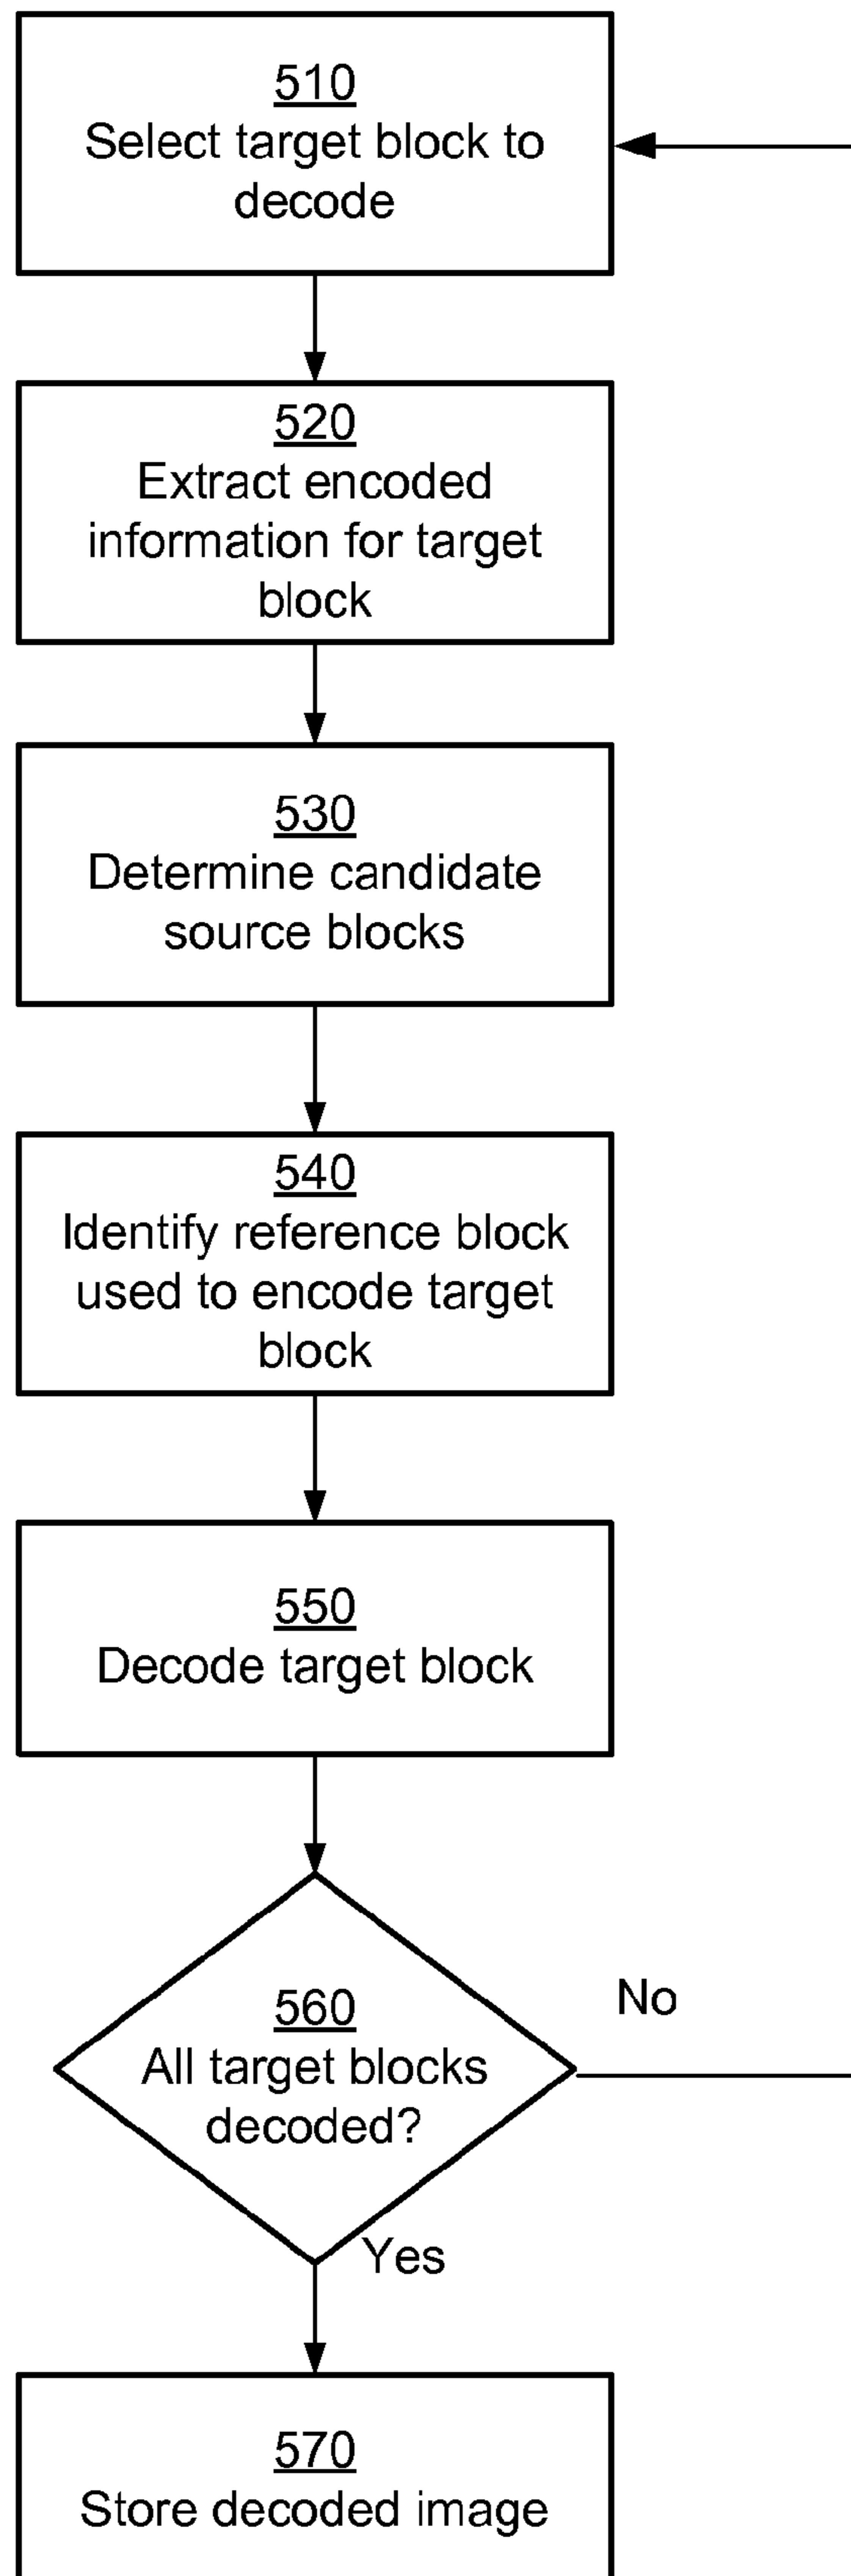 510
Select target block to
decode
520
Extract encoded
information for target
block
530
Determine candidate
source blocks
540
Identify reference block
used to encode target
block
550
Decode target block
560
All target blocks
decoded?
No
Yes
570
Store decoded image